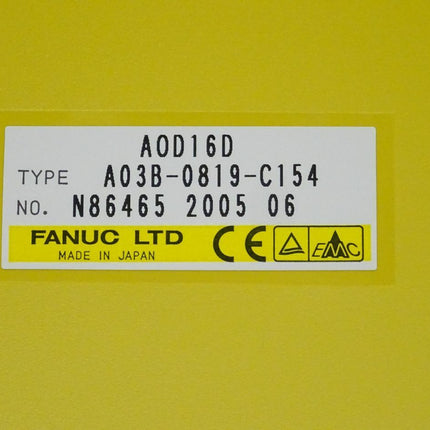 AOD16D
TYPE A03B-0819-C154
NO. N86465 2005 06
FANUC LTD CE EMC
MADE IN JAPAN